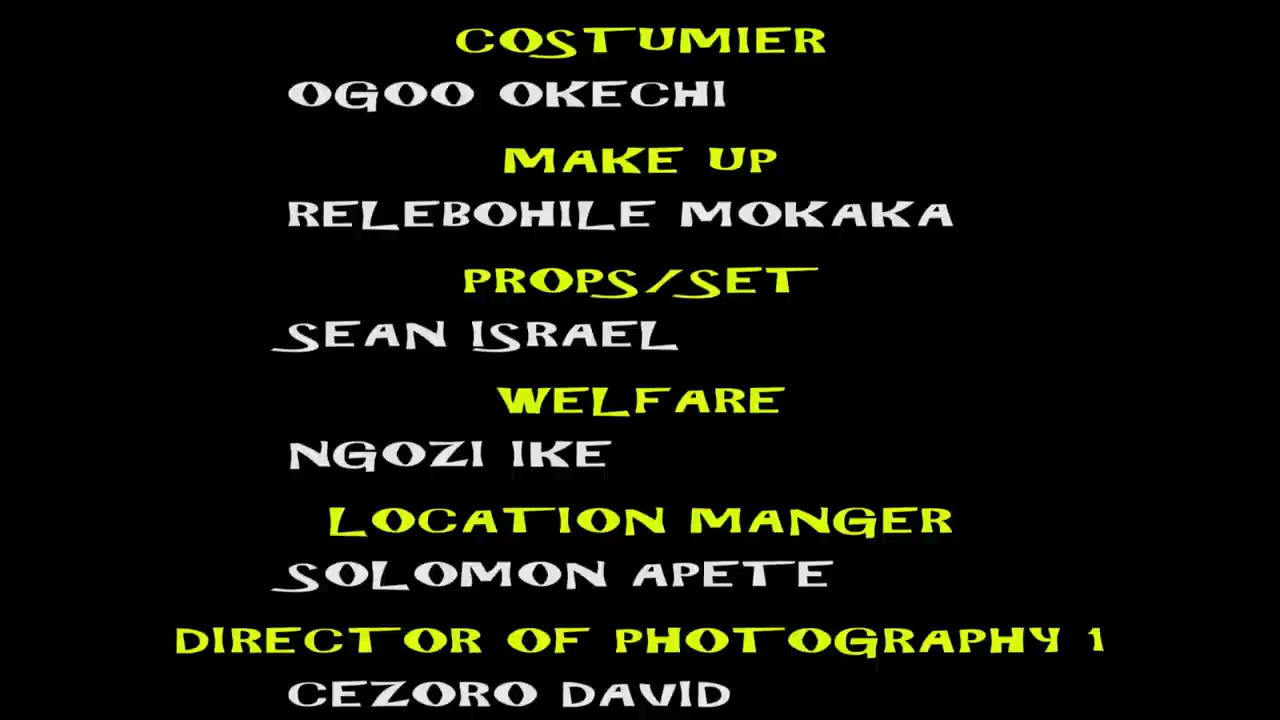 COSTUMIER
OGOO OKECHI
MAKE UP
RELEBOHILE MOKAKA
PROPS/SET
SEAN ISRAEL
WELFARE
NGOZI IKE
LOCATION MANGER
SOLOMON APETE
DIRECTOR OF PHOTOGRAPHY 1
CEZORO DAVID